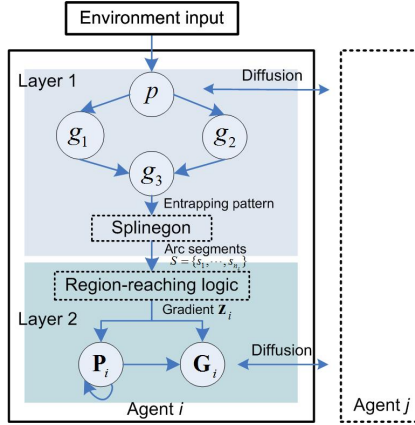 Environment input
Layer 1
Diffusion
p
g1
g2
g3
Entrapping pattern
Splinegon
Arc segments
S = {s1, ⋯, sns}
Region-reaching logic
Gradient zi
Layer 2
Pi
Gi
Diffusion
Agent i
Agent j